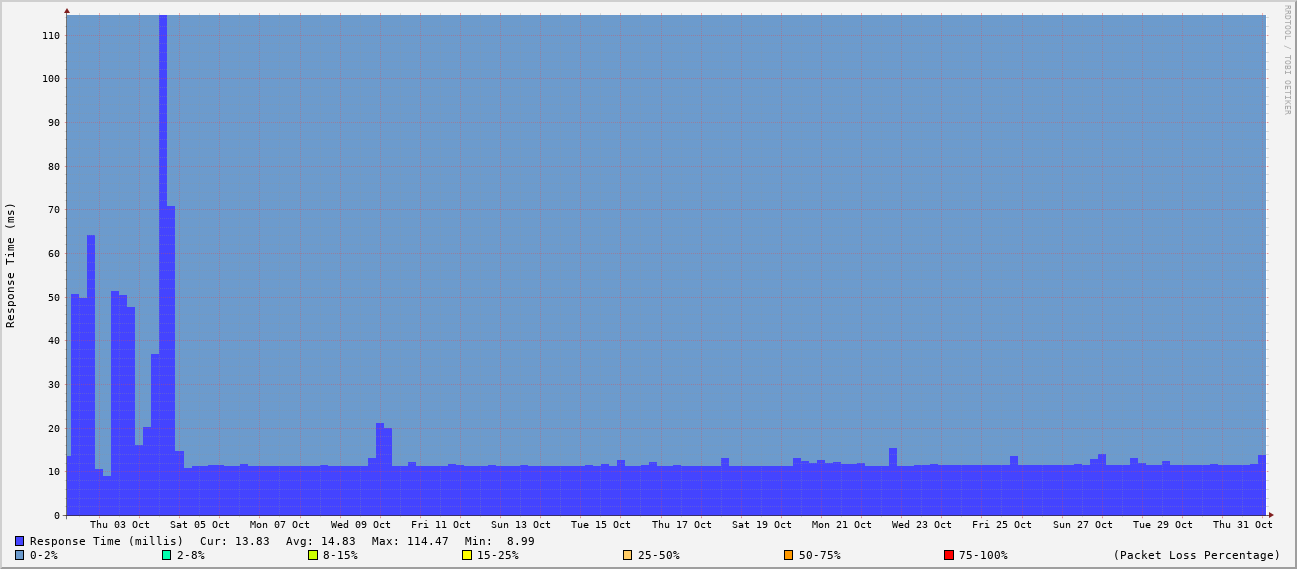 RRDTOOL / TOBI OETIKER
Response Time (ms)
110
100
90
80
70
60
50
40
30
20
10
0
Thu 03 Oct Sat 05 Oct Mon 07 Oct Wed 09 Oct Fri 11 Oct Sun 13 Oct Tue 15 Oct Thu 17 Oct Sat 19 Oct Mon 21 Oct Wed 23 Oct Fri 25 Oct Sun 27 Oct Tue 29 Oct Thu 31 Oct
Response Time (millis) Cur: 13.83 Avg: 14.83 Max: 114.47 Min: 8.99
0-2% 2-8% 8-15% 15-25% 25-50% 50-75% 75-100% (Packet Loss Percentage)